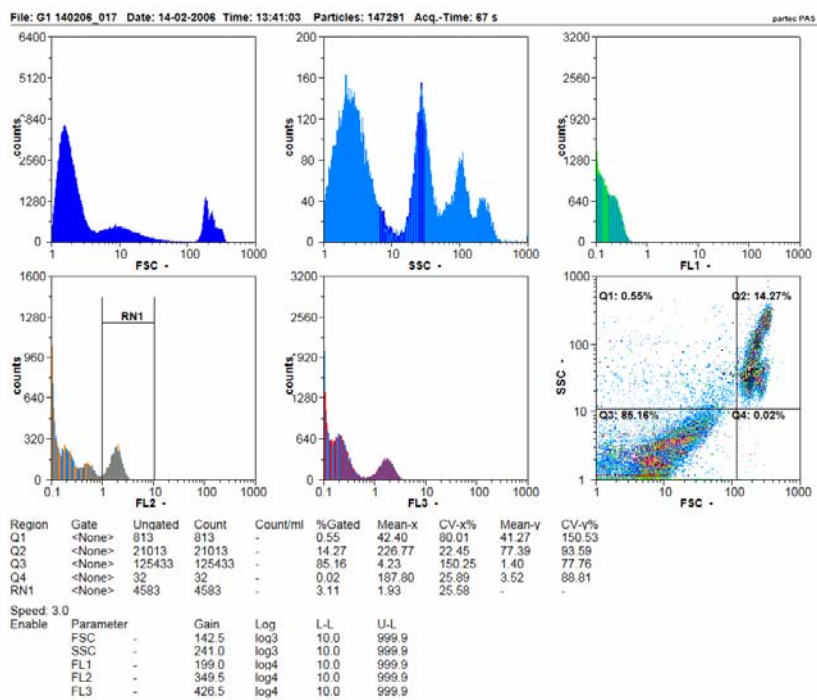 File: G1 140206_017 Date: 14-02-2006 Time: 13:41:03 Particles: 147291 Acq.-Time: 67 s partec PAS
6400 5120 3840 2560 1280 0
counts
1 10 100 1000
FSC -
200 160 120 80 40 0
counts
1 10 100 1000
SSC -
3200 2560 1920 1280 640 0
counts
0.1 1 10 100 1000
FL1 -
1600 1280 960 640 320 0
counts
RN1
0.1 1 10 100 1000
FL2 -
3200 2560 1920 1280 640 0
counts
0.1 1 10 100 1000
FL3 -
1000 100 10 1
SSC -
Q1: 0.55% Q2: 14.27%
Q3: 85.16% Q4: 0.02%
1 10 100 1000
FSC -
Region Gate Ungated Count Count/ml %Gated Mean-x CV-x% Mean-y CV-y%
Q1 <None> 813 813 - 0.55 42.40 80.01 41.27 150.53
Q2 <None> 21013 21013 - 14.27 226.77 22.45 77.39 93.59
Q3 <None> 125433 125433 - 85.16 4.23 150.25 1.40 77.76
Q4 <None> 32 32 - 0.02 187.80 25.89 3.52 88.81
RN1 <None> 4583 4583 - 3.11 1.93 25.58 - -
Speed: 3.0
Enable Parameter Gain Log L-L U-L
FSC - 142.5 log3 10.0 999.9
SSC - 241.0 log3 10.0 999.9
FL1 - 199.0 log4 10.0 999.9
FL2 - 349.5 log4 10.0 999.9
FL3 - 426.5 log4 10.0 999.9